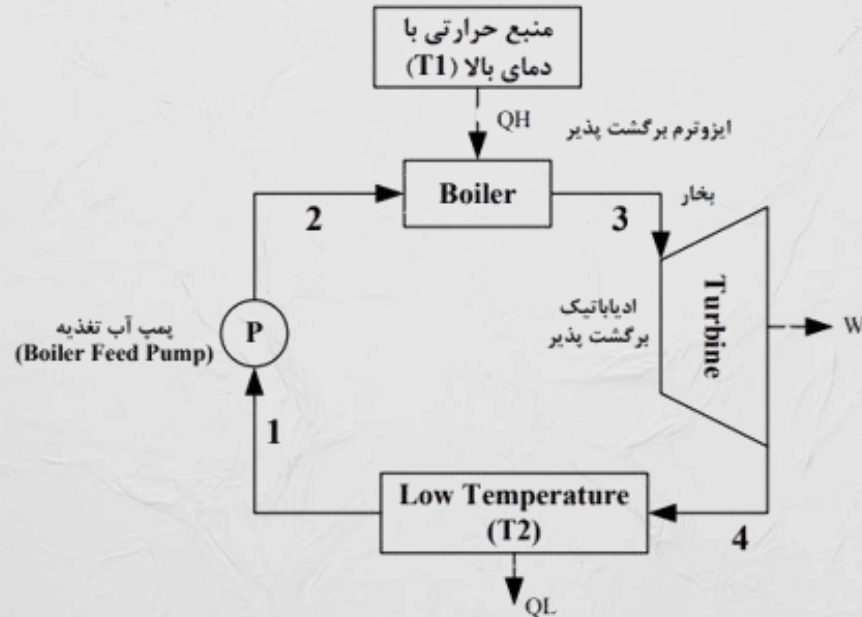 منبع حرارتی با
دمای بالا (T1)
QH
ایزوترم برگشت پذیر
Boiler
2
3
بخار
Turbine
ادیاباتیک
برگشت پذیر
W
P
پمپ آب تغذیه
(Boiler Feed Pump)
1
Low Temperature
(T2)
4
QL